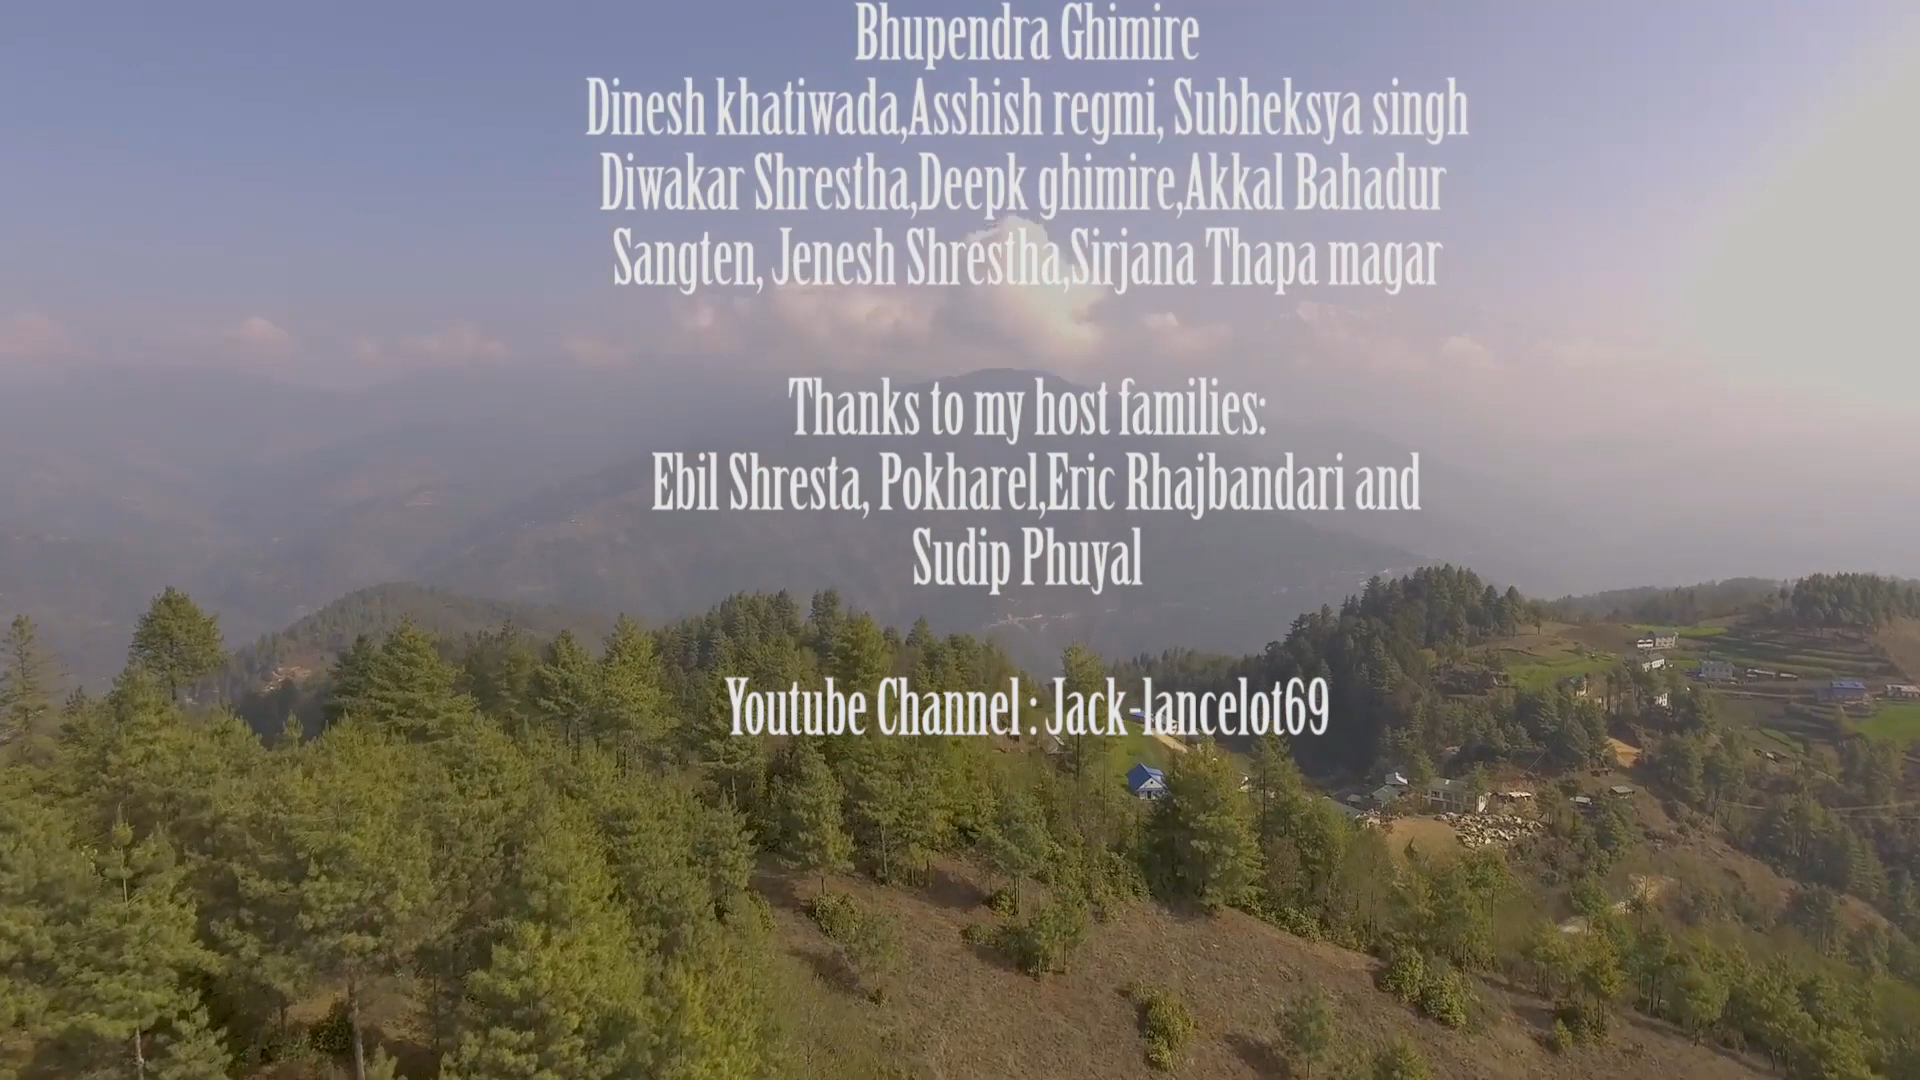 Bhupendra Ghimire
Dinesh khatiwada,Asshish regmi, Subheksya singh
Diwakar Shrestha,Deepk ghimire,Akkal Bahadur
Sangten, Jenesh Shrestha,Sirjana Thapa magar
Thanks to my host families:
Ebil Shresta, Pokharel,Eric Rhajbandari and
Sudip Phuyal
Youtube Channel : Jack-lancelot69